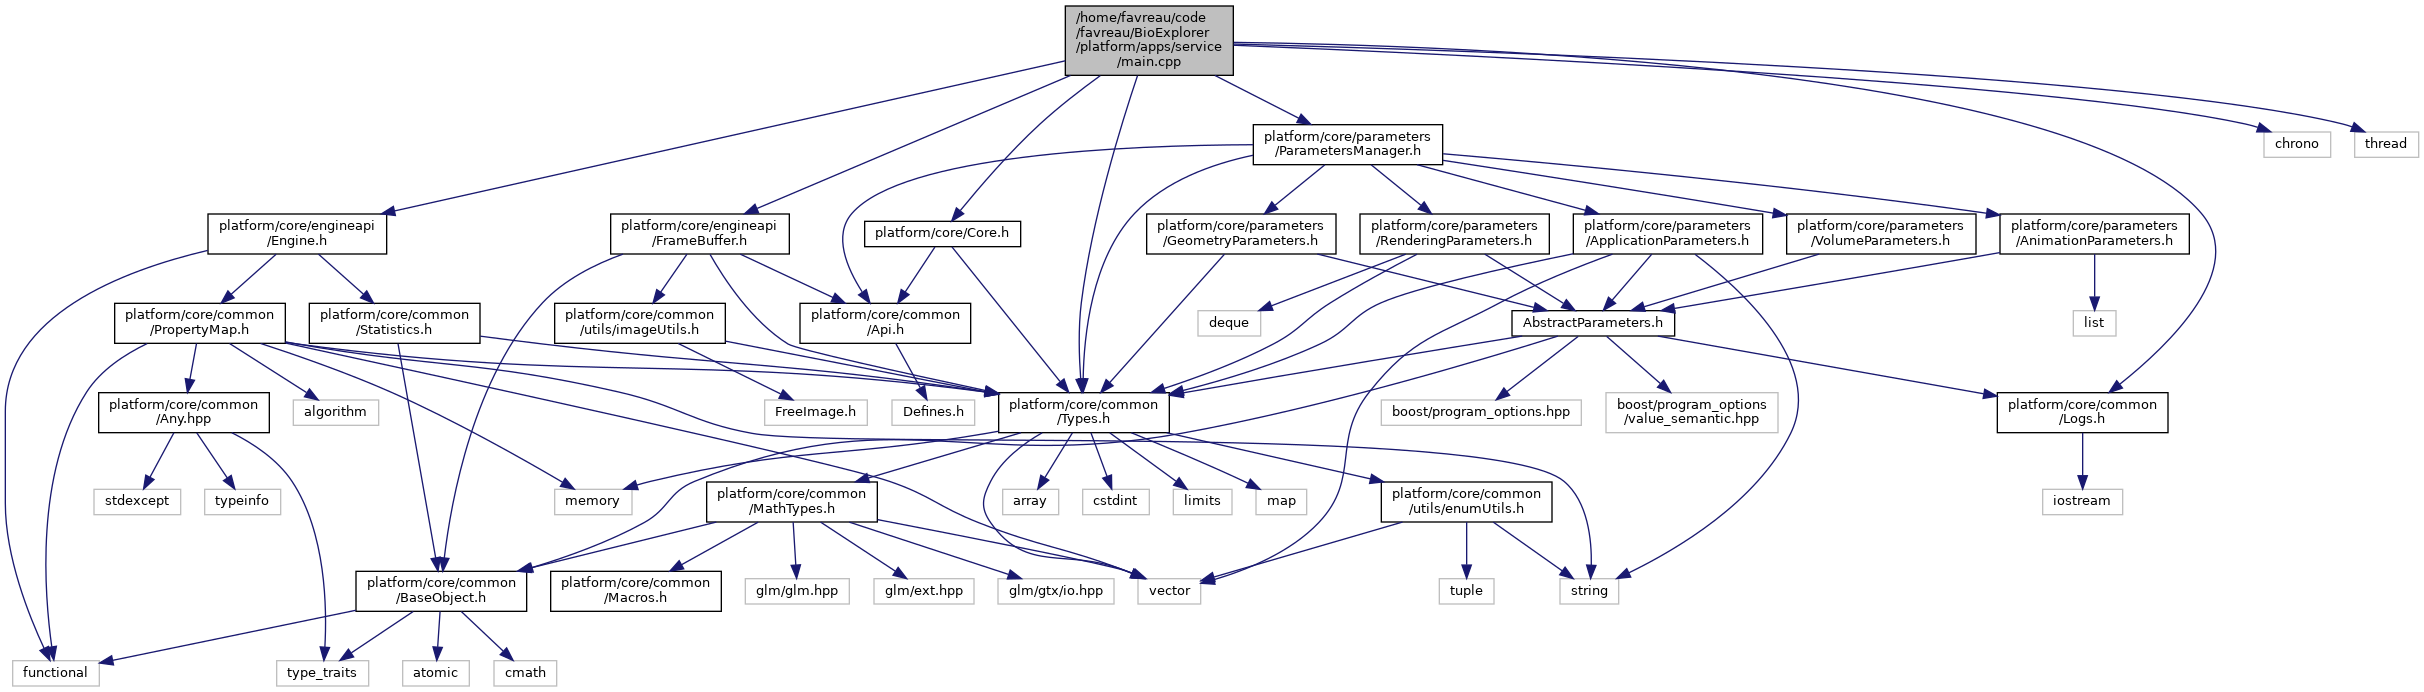 /home/favreau/code
/favreau/BioExplorer
/platform/apps/service
/main.cpp
platform/core/parameters
/ParametersManager.h
chrono
thread
platform/core/engineapi
/Engine.h
platform/core/engineapi
/FrameBuffer.h
platform/core/Core.h
platform/core/parameters
/GeometryParameters.h
platform/core/parameters
/RenderingParameters.h
platform/core/parameters
/ApplicationParameters.h
platform/core/parameters
/VolumeParameters.h
platform/core/parameters
/AnimationParameters.h
platform/core/common
/PropertyMap.h
platform/core/common
/Statistics.h
platform/core/common
/utils/imageUtils.h
platform/core/common
/Api.h
deque
AbstractParameters.h
list
platform/core/common
/Any.hpp
algorithm
FreeImage.h
Defines.h
platform/core/common
/Types.h
boost/program_options.hpp
boost/program_options
/value_semantic.hpp
platform/core/common
/Logs.h
stdexcept
typeinfo
memory
platform/core/common
/MathTypes.h
array
cstdint
limits
map
platform/core/common
/utils/enumUtils.h
iostream
platform/core/common
/BaseObject.h
platform/core/common
/Macros.h
glm/glm.hpp
glm/ext.hpp
glm/gtx/io.hpp
vector
tuple
string
functional
type_traits
atomic
cmath